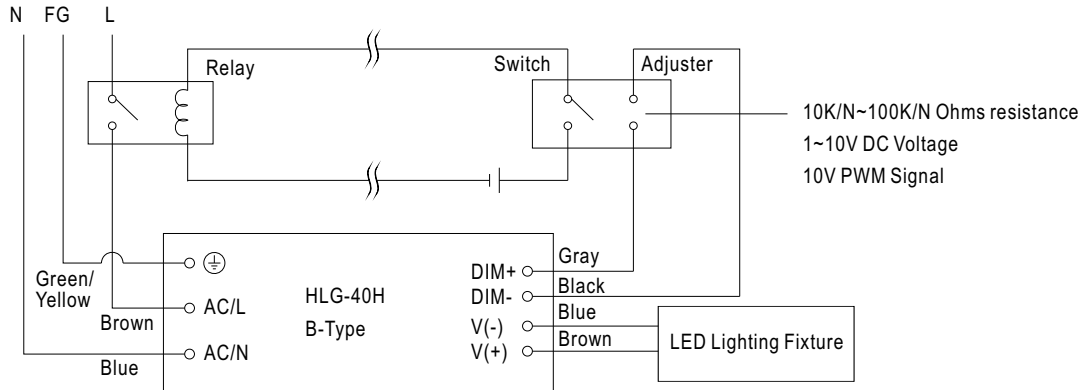 N FG L
Relay
Switch
Adjuster
10K/N~100K/N Ohms resistance
1~10V DC Voltage
10V PWM Signal
Green/
Yellow
Brown
Blue
AC/L
AC/N
HLG-40H
B-Type
DIM+
DIM-
V(-)
V(+)
Gray
Black
Blue
Brown
LED Lighting Fixture